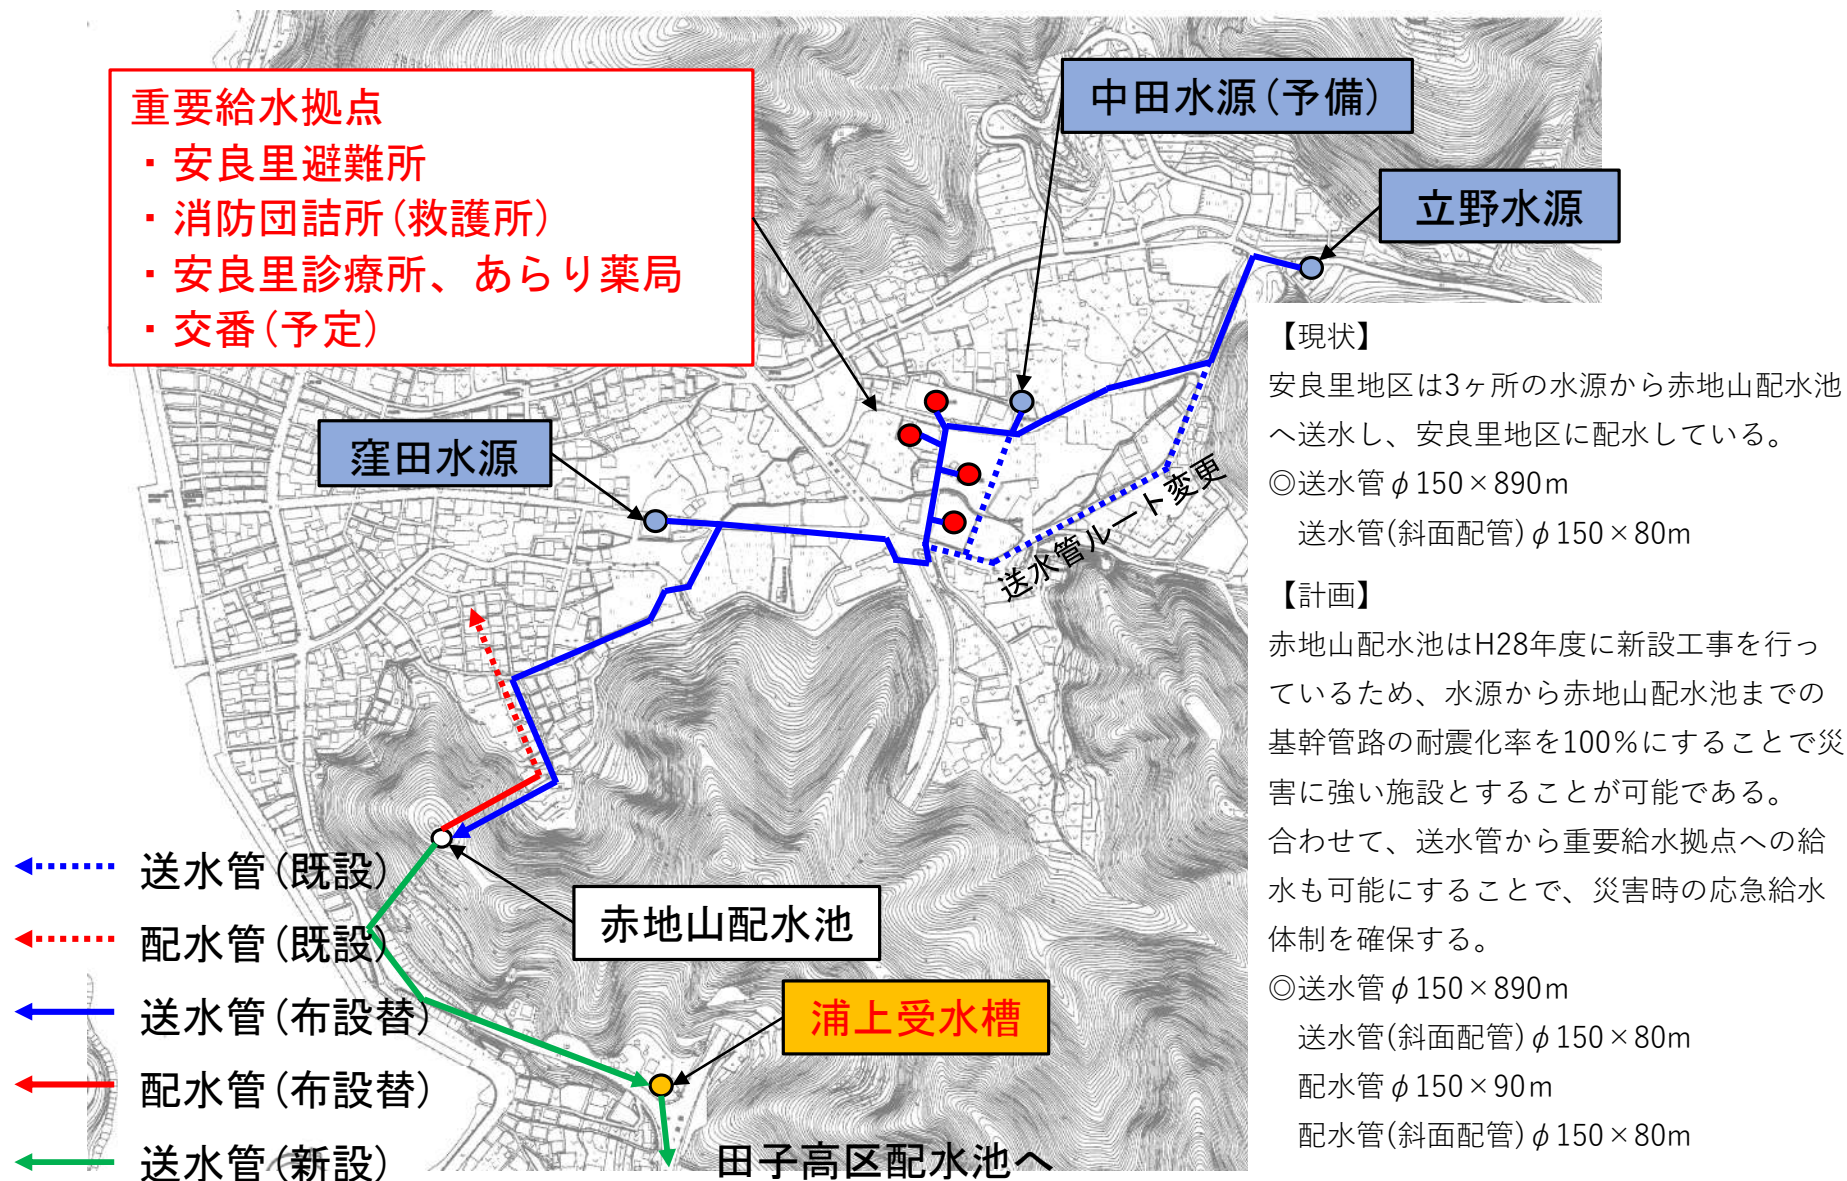 重要給水拠点
・安良里避難所
・消防団詰所(救護所)
・安良里診療所、あらり薬局
・交番(予定)
中田水源(予備)
立野水源
窪田水源
送水管ルート変更
赤地山配水池
浦上受水槽
田子高区配水池へ
送水管(既設)
配水管(既設)
送水管(布設替)
配水管(布設替)
送水管(新設)
【現状】
安良里地区は3ヶ所の水源から赤地山配水池
へ送水し、安良里地区に配水している。
◎送水管φ150×890m
送水管(斜面配管)φ150×80m
【計画】
赤地山配水池はH28年度に新設工事を行っ
ているため、水源から赤地山配水池までの
基幹管路の耐震化率を100%にすることで災
害に強い施設とすることが可能である。
合わせて、送水管から重要給水拠点への給
水も可能にすることで、災害時の応急給水
体制を確保する。
◎送水管φ150×890m
送水管(斜面配管)φ150×80m
配水管φ150×90m
配水管(斜面配管)φ150×80m